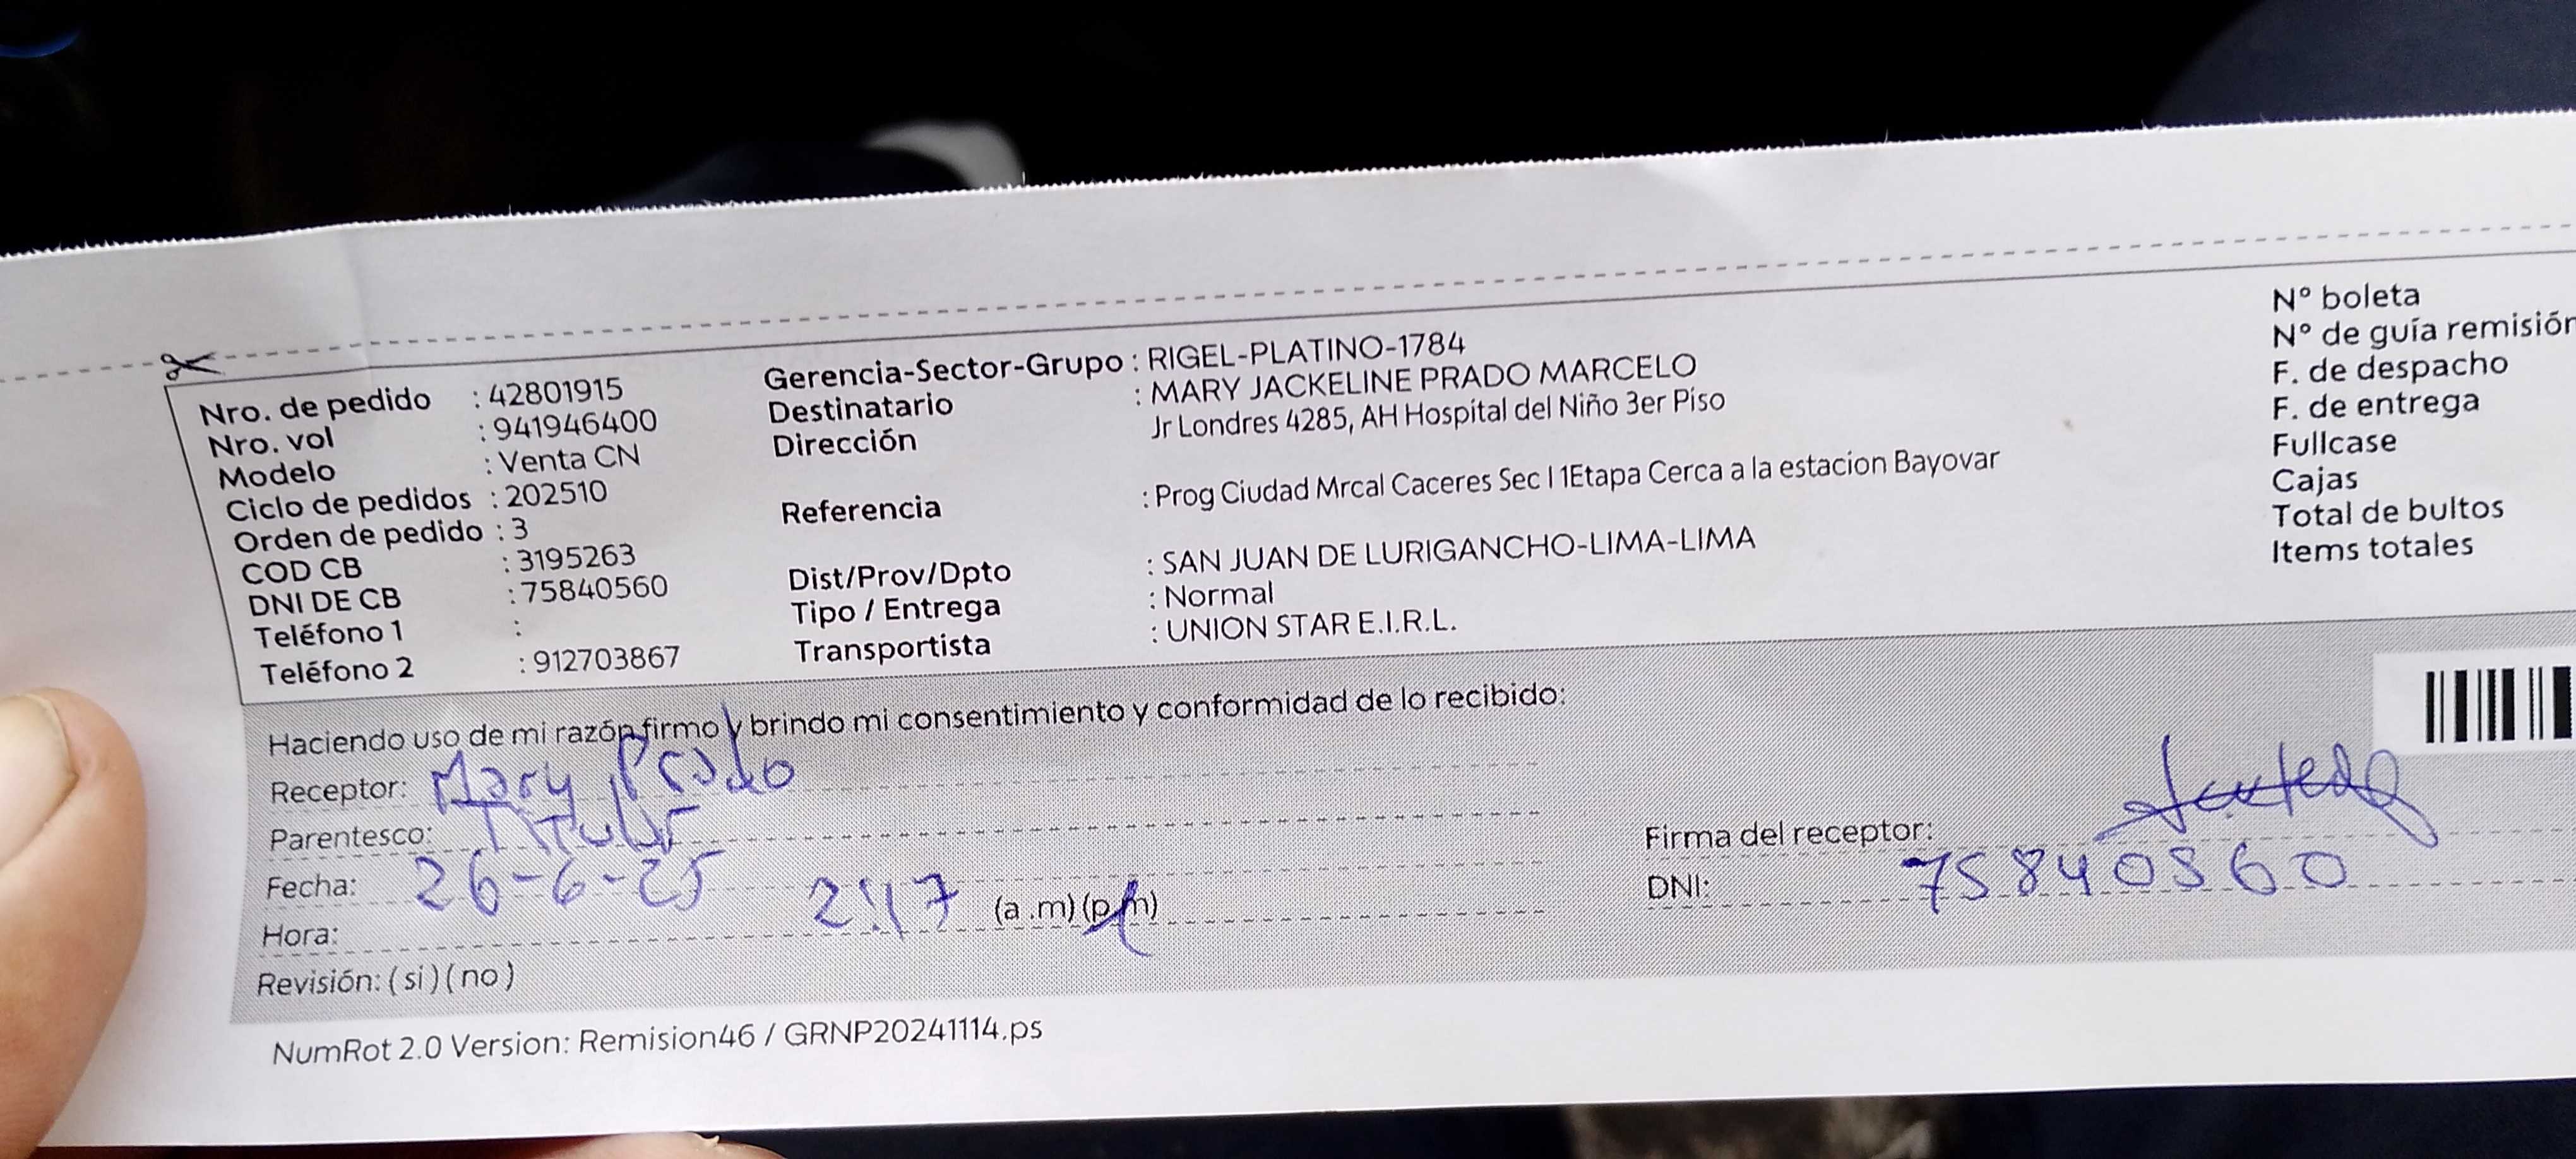 Nro. de pedido : 42801915
Nro. vol : 941946400
Modelo : Venta CN
Ciclo de pedidos : 202510
Orden de pedido : 3
COD CB : 3195263
DNI DE CB : 75840560
Teléfono 1 :
Teléfono 2 : 912703867
Gerencia-Sector-Grupo : RIGEL-PLATINO-1784
Destinatario : MARY JACKELINE PRADO MARCELO
Dirección Jr Londres 4285, AH Hospital del Niño 3er Piso
Referencia : Prog Ciudad Mrcal Caceres Sec I 1Etapa Cerca a la estacion Bayovar
Dist/Prov/Dpto : SAN JUAN DE LURIGANCHO-LIMA-LIMA
Tipo / Entrega : Normal
Transportista : UNION STAR E.I.R.L.
N° boleta
N° de guía remisión
F. de despacho
F. de entrega
Fullcase
Cajas
Total de bultos
Items totales
Haciendo uso de mi razón firmo y brindo mi consentimiento y conformidad de lo recibido:
Receptor: Mary Prado
Parentesco: Titular
Fecha: 26-6-25
Hora: 2:17 (a .m) (p.m)
Revisión: ( si ) ( no )
Firma del receptor:
DNI: 75840560
NumRot 2.0 Version: Remision46 / GRNP20241114.ps